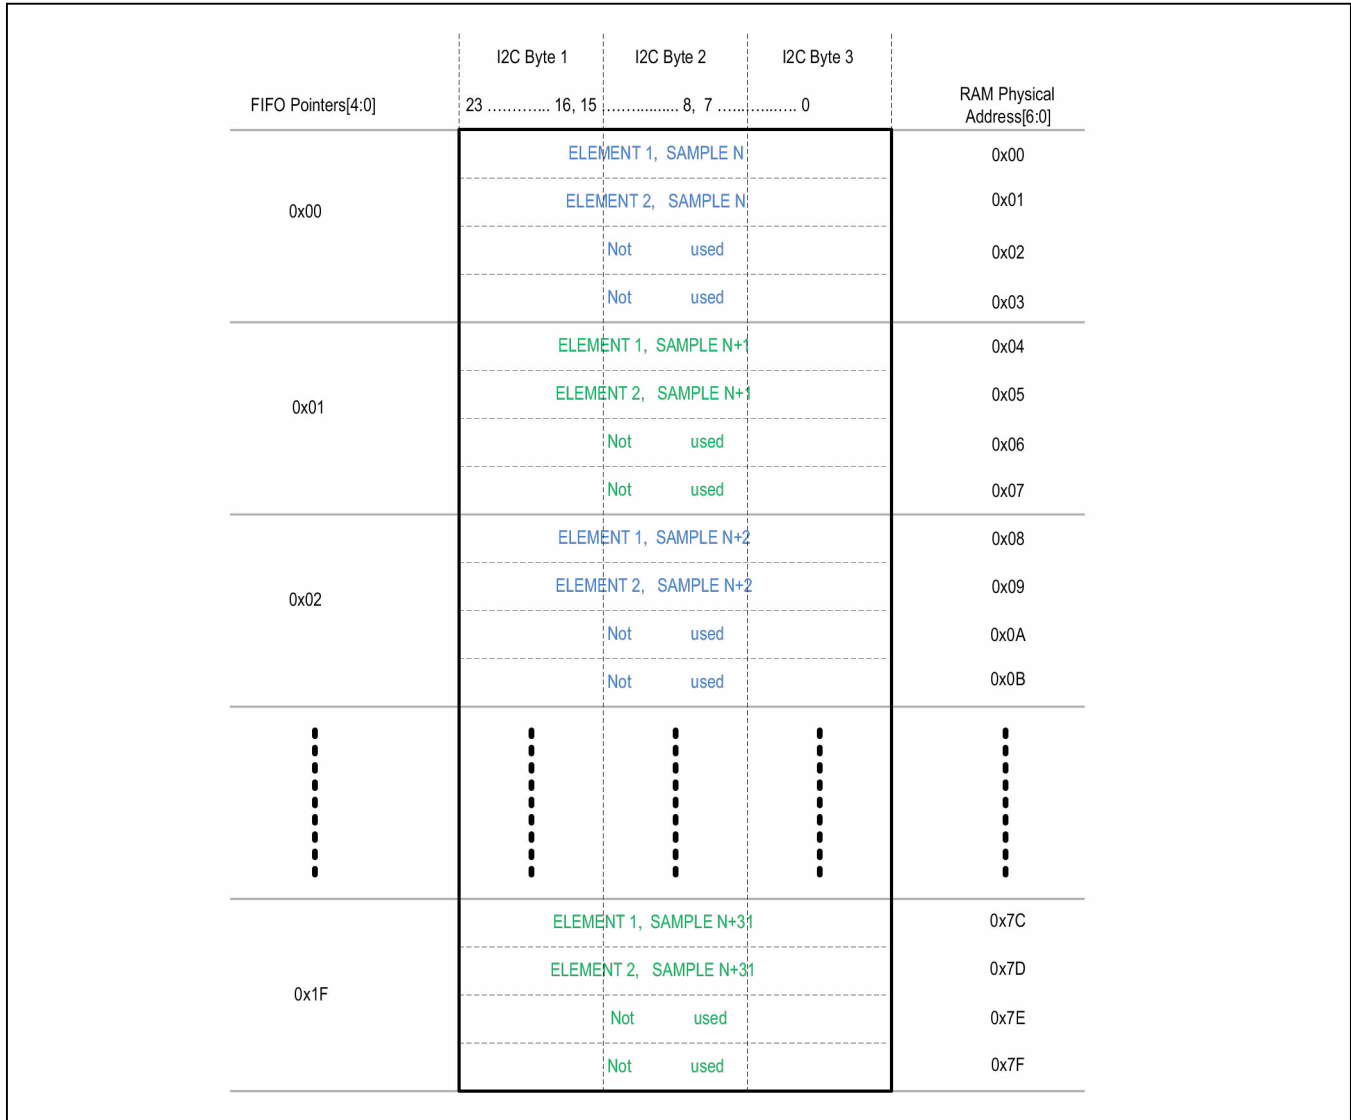 I2C Byte 1 I2C Byte 2 I2C Byte 3
FIFO Pointers[4:0] 23 ............... 16, 15 .................. 8, 7 .................. 0 RAM Physical
Address[6:0]
ELEMENT 1, SAMPLE N 0x00
ELEMENT 2, SAMPLE N 0x01
0x00
Not used 0x02
Not used 0x03
ELEMENT 1, SAMPLE N+1 0x04
ELEMENT 2, SAMPLE N+1 0x05
0x01
Not used 0x06
Not used 0x07
ELEMENT 1, SAMPLE N+2 0x08
ELEMENT 2, SAMPLE N+2 0x09
0x02
Not used 0x0A
Not used 0x0B
ELEMENT 1, SAMPLE N+31 0x7C
ELEMENT 2, SAMPLE N+31 0x7D
0x1F
Not used 0x7E
Not used 0x7F